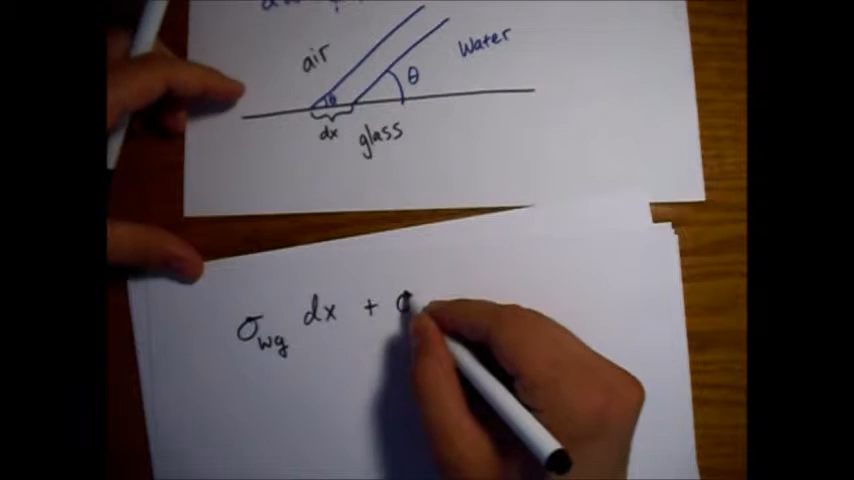 air
Water
θ
θ
dx
glass
σwg dx + σ